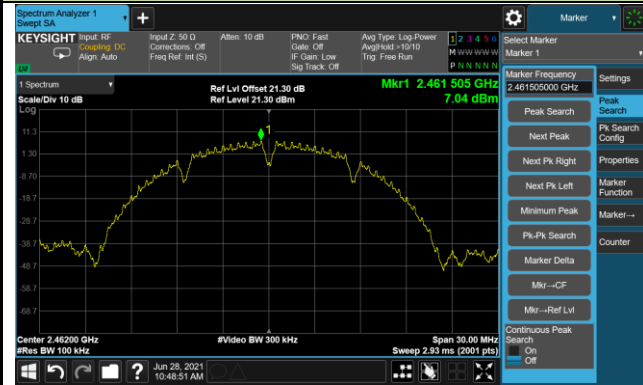 Spectrum Analyzer 1
Swept SA
Marker
KEYSIGHT
Input: RF
Coupling: DC
Align: Auto
Input Z: 50 Ω
Corrections: Off
Freq Ref: Int (S)
Atten: 10 dB
PNO: Fast
Gate: Off
IF Gain: Low
Sig Track: Off
Avg Type: Log-Power
Avg|Hold:>10/10
Trig: Free Run
1 2 3 4 5 6
M W W W W W
P N N N N N
Select Marker
Marker 1
1 Spectrum
Scale/Div 10 dB
Log
Ref Lvl Offset 21.30 dB
Ref Level 21.30 dBm
Mkr1 2.461 505 GHz
7.04 dBm
11.3
1.30
-8.70
-18.7
-28.7
-38.7
-48.7
-58.7
-68.7
1
Center 2.46200 GHz
#Res BW 100 kHz
#Video BW 300 kHz
Span 30.00 MHz
Sweep 2.93 ms (2001 pts)
Marker Frequency
2.461505000 GHz
Peak Search
Next Peak
Next Pk Right
Next Pk Left
Minimum Peak
Pk-Pk Search
Marker Delta
Mkr→CF
Mkr→Ref Lvl
Continuous Peak
Search
On
Off
Settings
Peak
Search
Pk Search
Config
Properties
Marker
Function
Marker→
Counter
Jun 28, 2021
10:48:51 AM